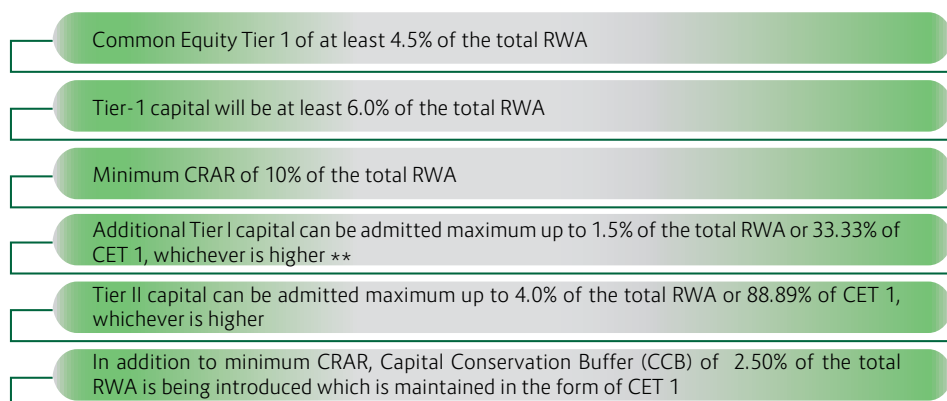 Common Equity Tier 1 of at least 4.5% of the total RWA
Tier-1 capital will be at least 6.0% of the total RWA
Minimum CRAR of 10% of the total RWA
Additional Tier I capital can be admitted maximum up to 1.5% of the total RWA or 33.33% of
CET 1, whichever is higher **
Tier II capital can be admitted maximum up to 4.0% of the total RWA or 88.89% of CET 1,
whichever is higher
In addition to minimum CRAR, Capital Conservation Buffer (CCB) of 2.50% of the total
RWA is being introduced which is maintained in the form of CET 1